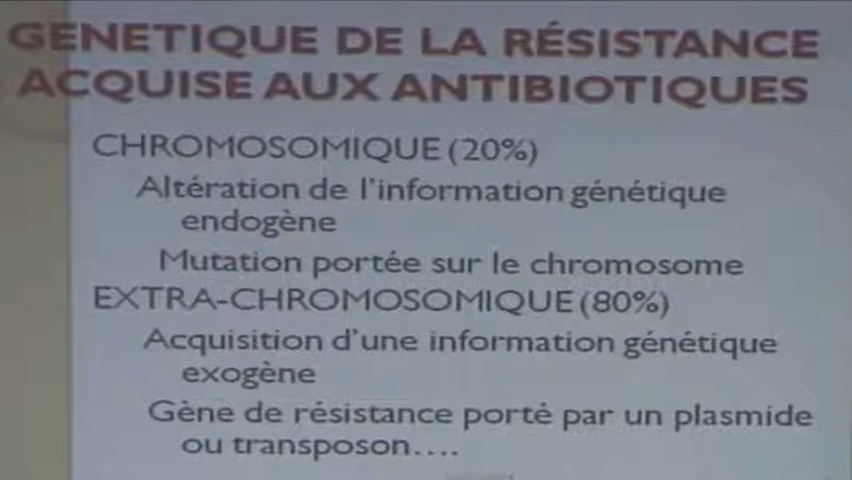 GENETIQUE DE LA RÉSISTANCE
ACQUISE AUX ANTIBIOTIQUES
CHROMOSOMIQUE (20%)
Altération de l'information génétique
endogène
Mutation portée sur le chromosome
EXTRA-CHROMOSOMIQUE (80%)
Acquisition d'une information génétique
exogène
Gène de résistance porté par un plasmide
ou transposon....